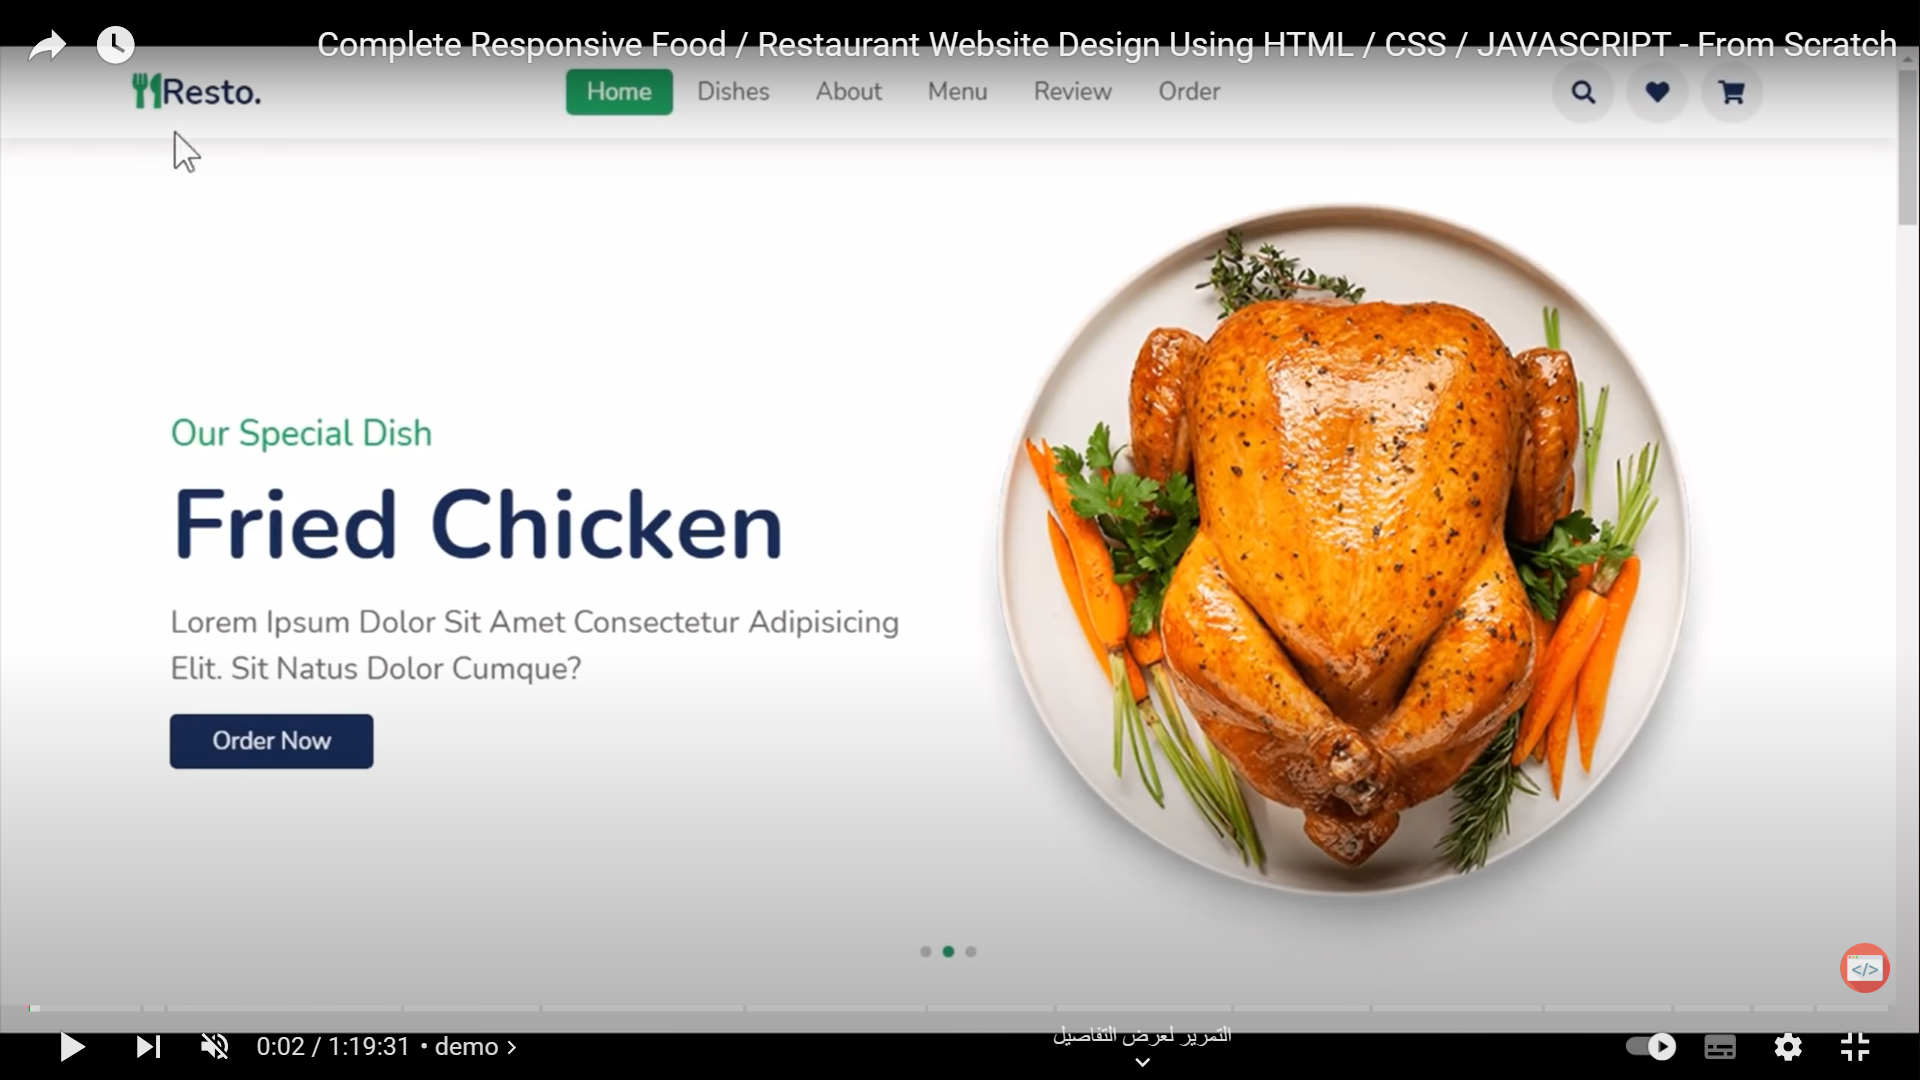 Complete Responsive Food / Restaurant Website Design Using HTML / CSS / JAVASCRIPT - From Scratch
Resto.
Home Dishes About Menu Review Order
Our Special Dish
Fried Chicken
Lorem Ipsum Dolor Sit Amet Consectetur Adipisicing
Elit. Sit Natus Dolor Cumque?
Order Now
</>
0:02 / 1:19:31 • demo ›
التمرير لعرض التفاصيل